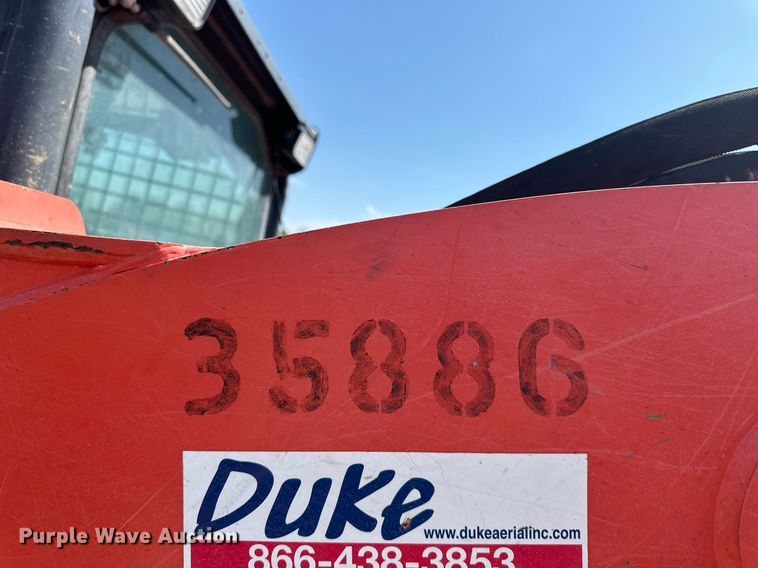 35886
Duke
www.dukeaerialinc.com
866-438-3853
Purple Wave Auction